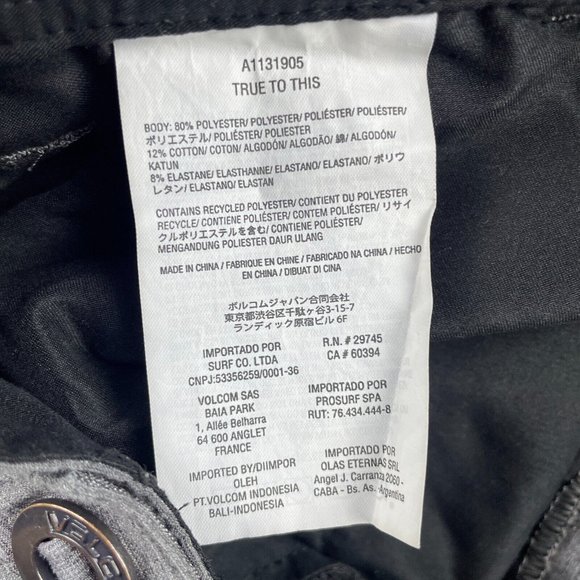 A1131905
TRUE TO THIS
BODY: 80% POLYESTER/ POLYESTER/ POLIÉSTER/ POLIÉSTER/
ポリエステル/ POLIÉSTER/ POLIESTER
12% COTTON/ COTON/ ALGODÓN/ ALGODÃO/ 綿/ ALGODÓN/
KATUN
8% ELASTANE/ ELASTHANNE/ ELASTANO/ ELASTANO/ ポリウ
レタン/ ELASTANO/ ELASTAN
CONTAINS RECYCLED POLYESTER/ CONTIENT DU POLYESTER
RECYCLE/ CONTIENE POLIÉSTER/ CONTEM POLIÉSTER/ リサイ
クルポリエステルを含む/ CONTIENE POLIÉSTER/
MENGANDUNG POLIESTER DAUR ULANG
MADE IN CHINA / FABRIQUE EN CHINE / FABRICADO NA CHINA / HECHO
EN CHINA / DIBUAT DI CINA
ボルコムジャパン合同会社
東京都渋谷区千駄ヶ谷3-15-7
ランディック原宿ビル 6F
IMPORTADO POR
SURF CO. LTDA
CNPJ:53356259/0001-36
R.N. # 29745
CA # 60394
VOLCOM SAS
BAIA PARK
1, Allée Belharra
64 600 ANGLET
FRANCE
IMPORTADO POR
PROSURF SPA
RUT: 76.434.444-8
IMPORTED BY/DIIMPOR
OLEH
PT.VOLCOM INDONESIA
BALI-INDONESIA
IMPORTADO POR
OLAS ETERNAS SRL
Angel J. Carranza 2060 -
CABA - Bs. As. - Argentina